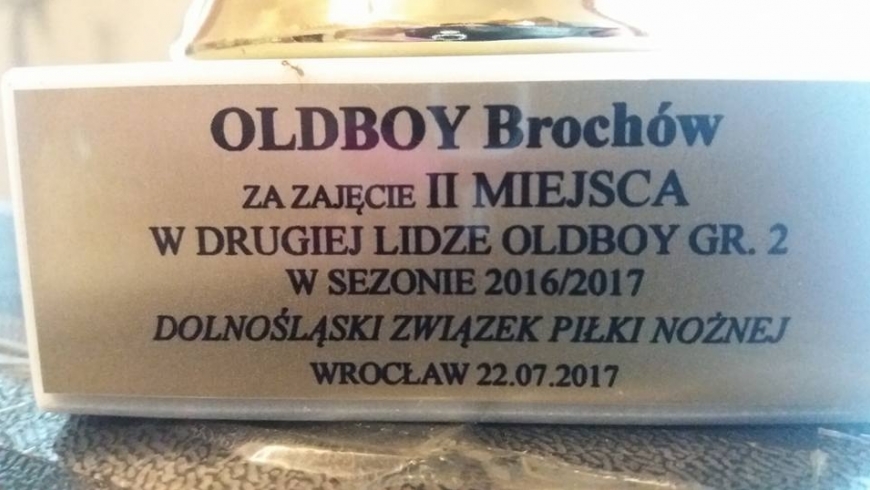 OLDBOY Brochów
ZA ZAJĘCIE II MIEJSCA
W DRUGIEJ LIDZE OLDBOY GR. 2
W SEZONIE 2016/2017
DOLNOŚLĄSKI ZWIĄZEK PIŁKI NOŻNEJ
WROCŁAW 22.07.2017